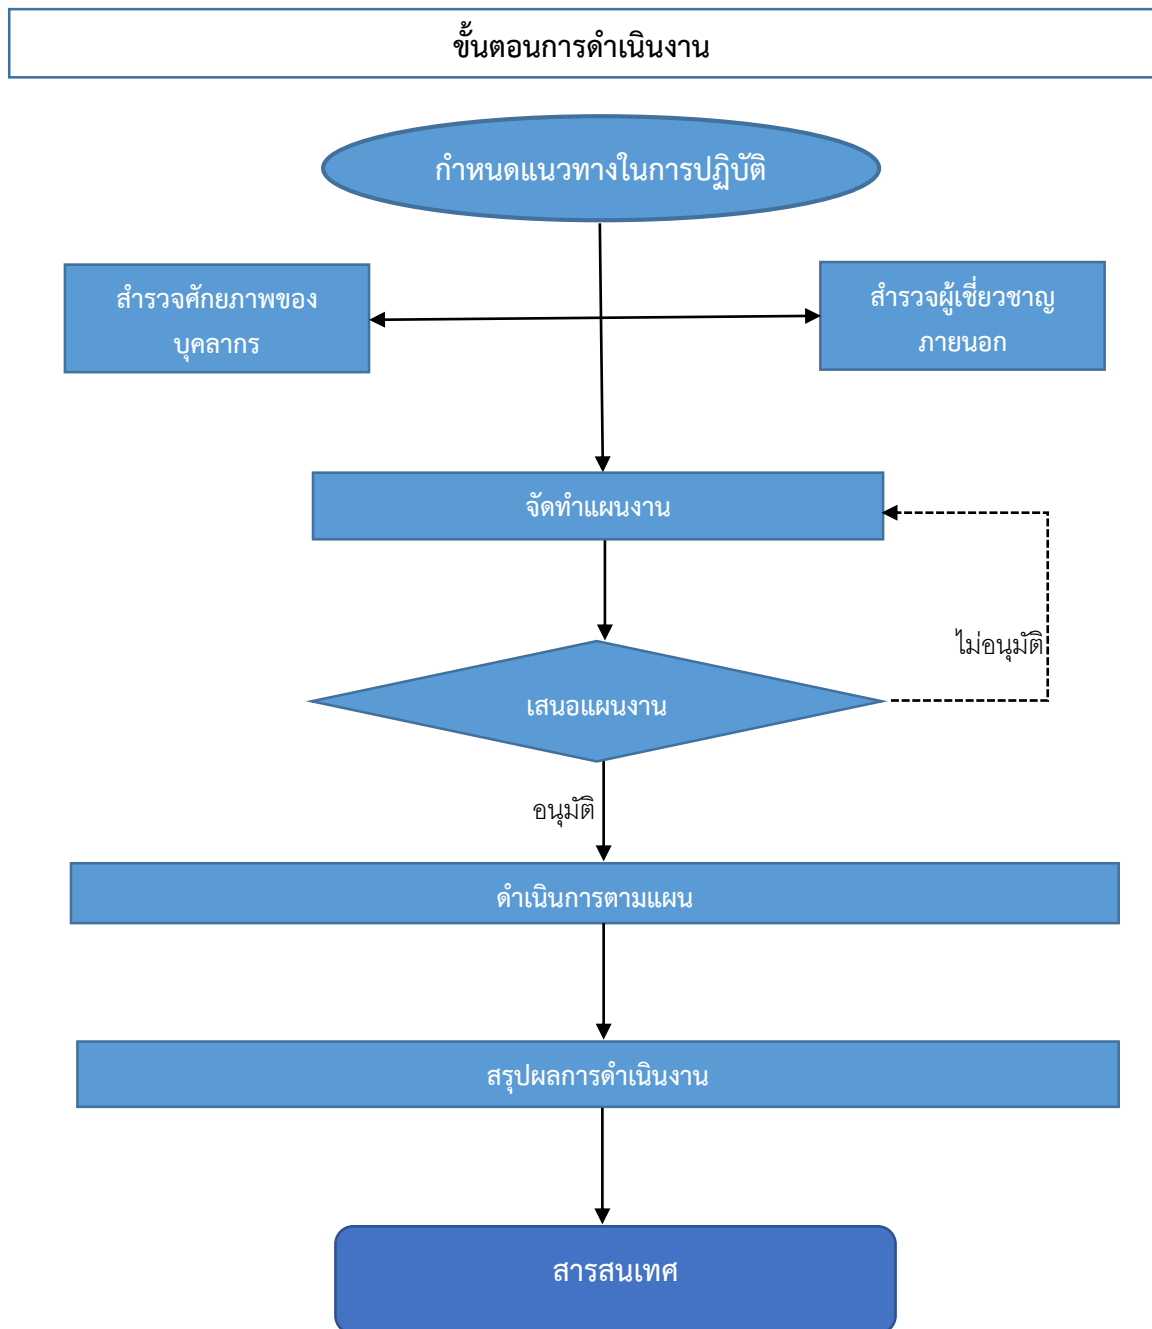 ขั้นตอนการดำเนินงาน
กำหนดแนวทางในการปฏิบัติ
สำรวจศักยภาพของ
บุคลากร
สำรวจผู้เชี่ยวชาญ
ภายนอก
จัดทำแผนงาน
ไม่อนุมัติ
เสนอแผนงาน
อนุมัติ
ดำเนินการตามแผน
สรุปผลการดำเนินงาน
สารสนเทศ